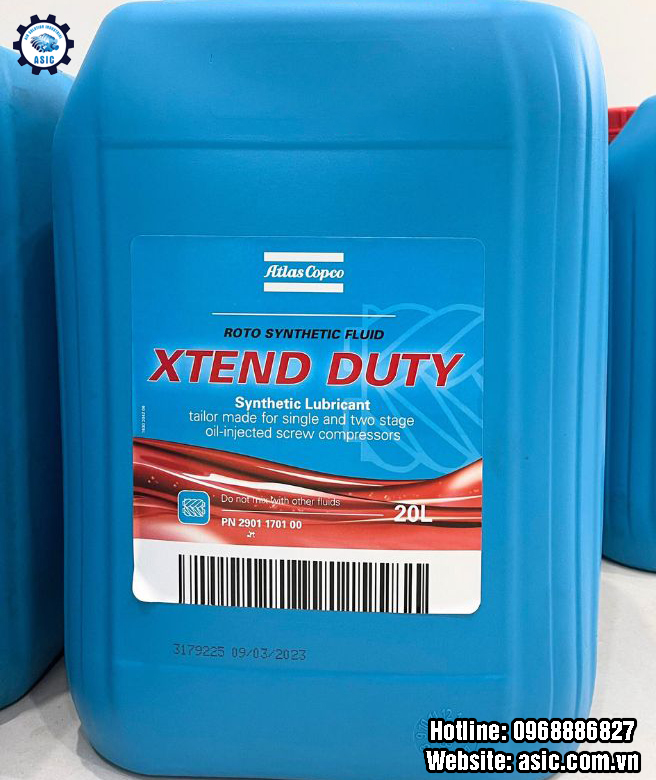 ASIC
Atlas Copco
ROTO SYNTHETIC FLUID
XTEND DUTY
Synthetic Lubricant
tailor made for single and two stage
oil-injected screw compressors
Do not mix with other fluids
20L
PN 2901 1701 00
3179225 09/03/2023
Hotline: 0968886827
Website: asic.com.vn